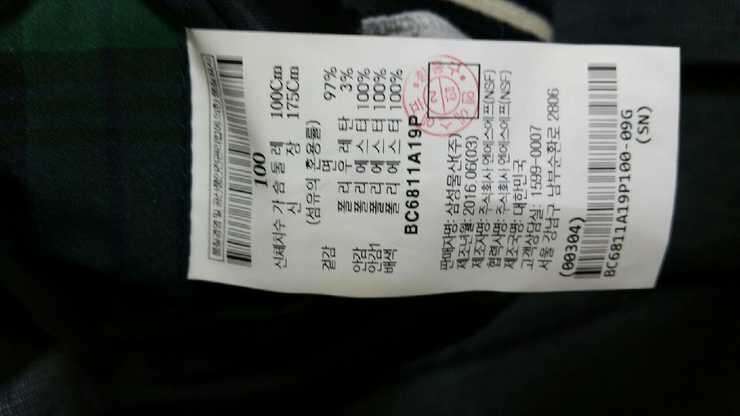 100
신체치수 가슴둘레 100Cm
신 장 175Cm
(섬유의 혼용률)
겉감 면 97%
폴리우레탄 3%
안감 폴리에스터 100%
안감1 폴리에스터 100%
배색 폴리에스터 100%
BC6811A19P
판매자명: 삼성물산(주)
제조년월: 2016.06(03)
제조자명: 주식회사 엔에스에프(NSF)
협력사명: 주식회사 엔에스에프(NSF)
제조국명: 대한민국
고객상담실: 1599-0007
서울 강남구 남부순환로 2806
(00304)
BC6811A19P100-09G
(SN)